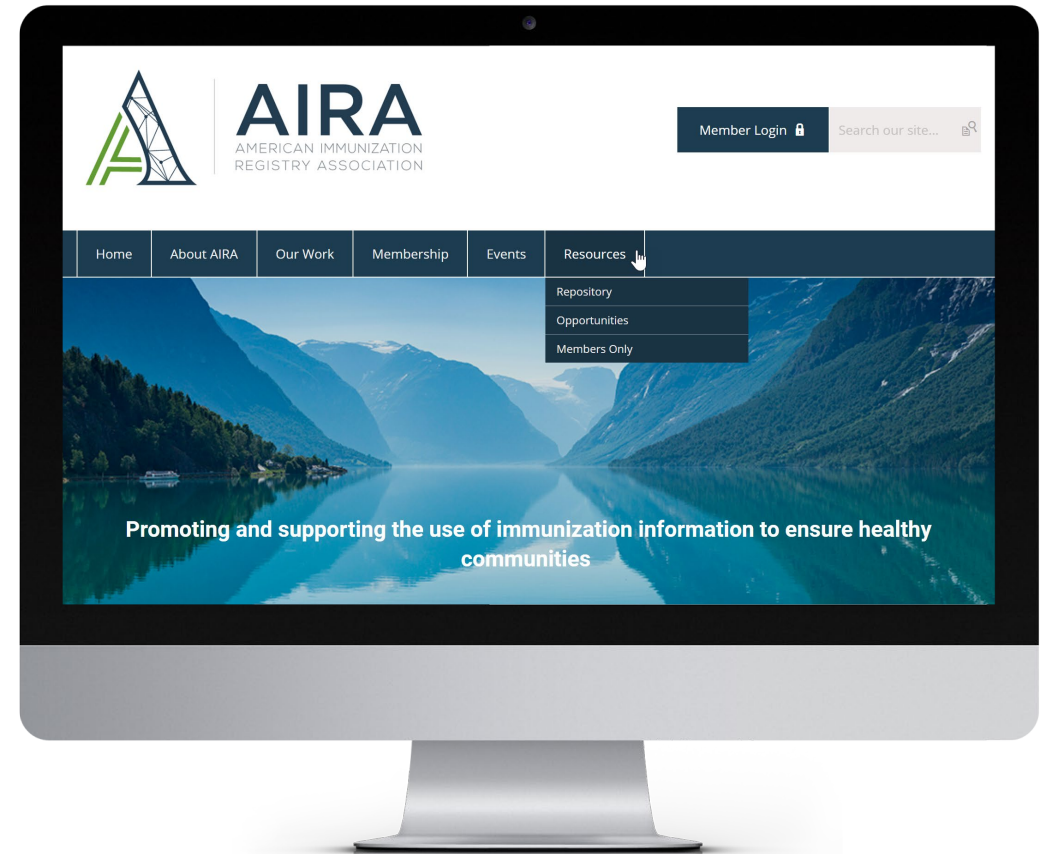 AIRA
AMERICAN IMMUNIZATION
REGISTRY ASSOCIATION
Member Login
Search our site...
Home
About AIRA
Our Work
Membership
Events
Resources
Repository
Opportunities
Members Only
Promoting and supporting the use of immunization information to ensure healthy
communities